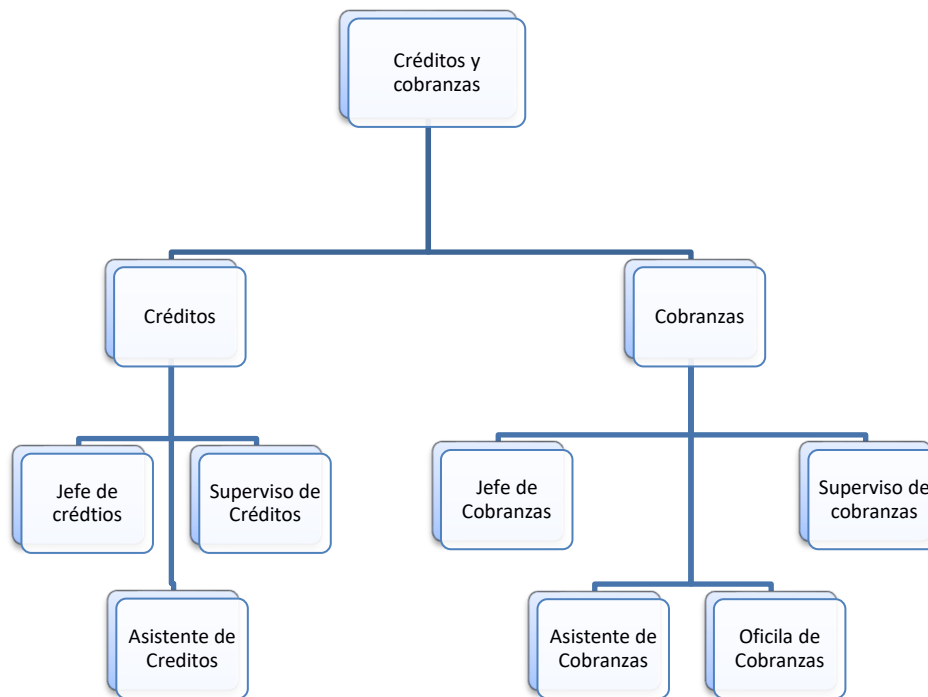 Créditos y
cobranzas
Créditos
Cobranzas
Jefe de
crédtios
Superviso de
Créditos
Jefe de
Cobranzas
Superviso de
cobranzas
Asistente de
Creditos
Asistente de
Cobranzas
Oficila de
Cobranzas